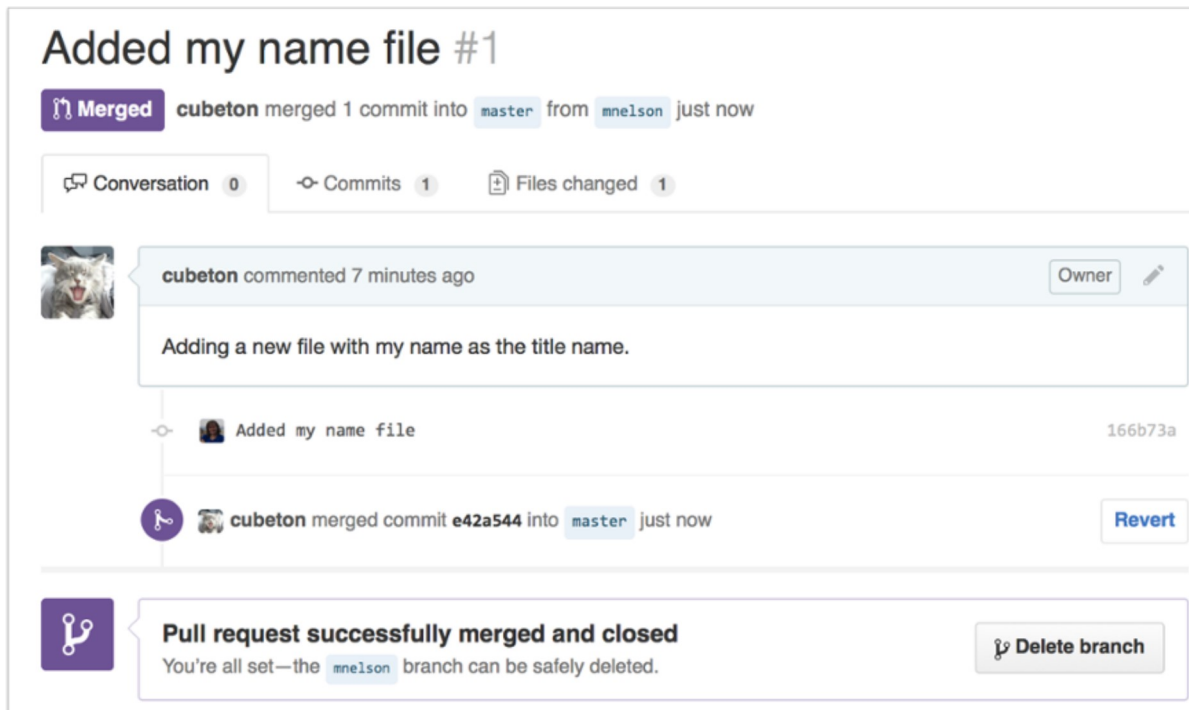 Added my name file #1
Merged cubeton merged 1 commit into master from mnelson just now
Conversation 0 Commits 1 Files changed 1
cubeton commented 7 minutes ago Owner
Adding a new file with my name as the title name.
Added my name file 166b73a
cubeton merged commit e42a544 into master just now Revert
Pull request successfully merged and closed
You're all set—the mnelson branch can be safely deleted.
Delete branch